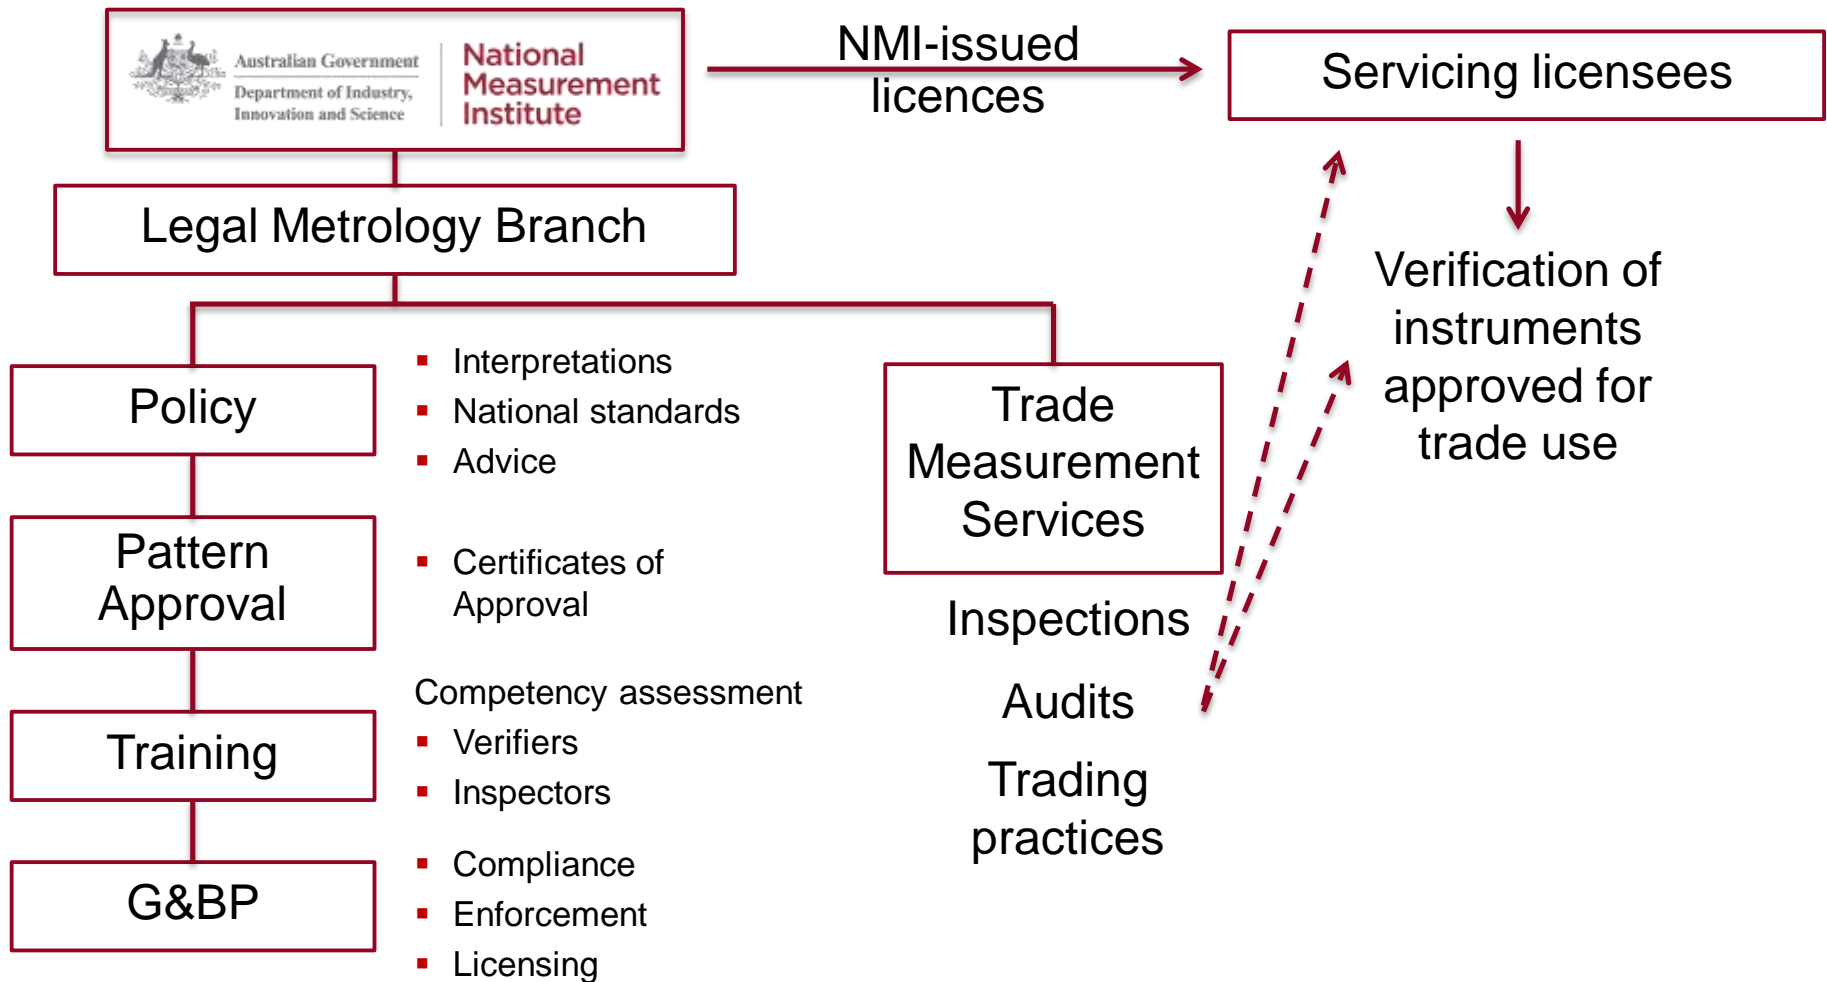 Australian Government
Department of Industry,
Innovation and Science
National
Measurement
Institute
NMI-issued
licences
Servicing licensees
Legal Metrology Branch
Verification of
instruments
approved for
trade use
Policy
▪ Interpretations
▪ National standards
▪ Advice
Trade
Measurement
Services
Pattern
Approval
▪ Certificates of
Approval
Inspections
Audits
Trading
practices
Training
Competency assessment
▪ Verifiers
▪ Inspectors
G&BP
▪ Compliance
▪ Enforcement
▪ Licensing